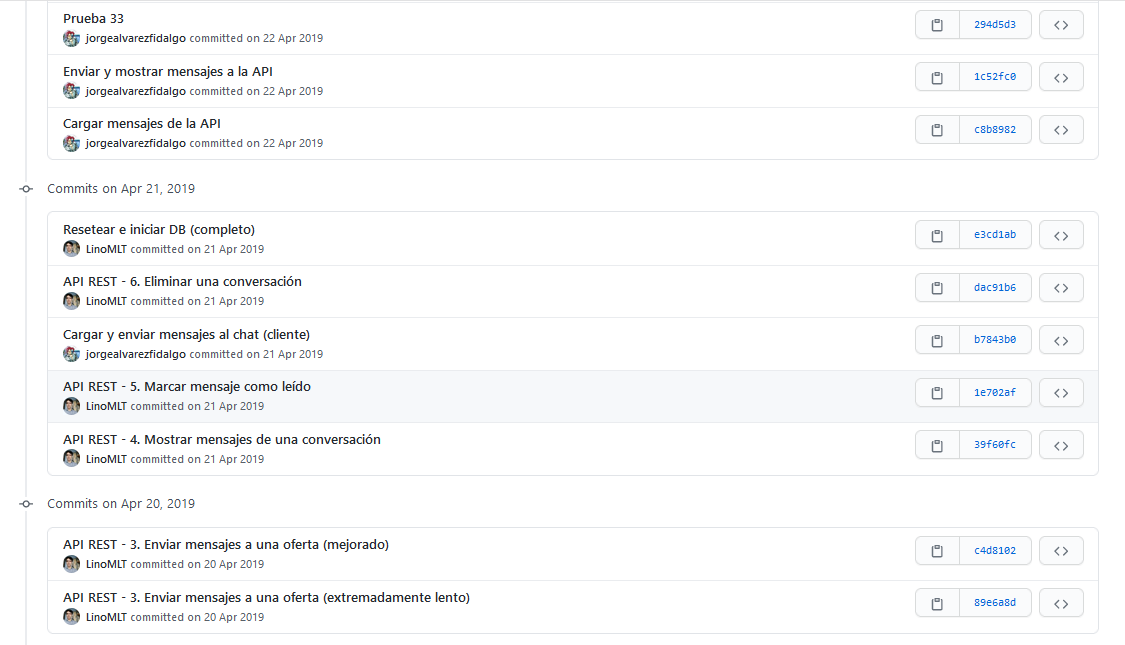 Prueba 33
294d5d3
jorgealvarezfidalgo committed on 22 Apr 2019
Enviar y mostrar mensajes a la API
1c52fc0
jorgealvarezfidalgo committed on 22 Apr 2019
Cargar mensajes de la API
c8b8982
jorgealvarezfidalgo committed on 22 Apr 2019
Commits on Apr 21, 2019
Resetear e iniciar DB (completo)
e3cd1ab
LinoMLT committed on 21 Apr 2019
API REST - 6. Eliminar una conversación
dac91b6
LinoMLT committed on 21 Apr 2019
Cargar y enviar mensajes al chat (cliente)
b7843b0
jorgealvarezfidalgo committed on 21 Apr 2019
API REST - 5. Marcar mensaje como leído
1e702af
LinoMLT committed on 21 Apr 2019
API REST - 4. Mostrar mensajes de una conversación
39f60fc
LinoMLT committed on 21 Apr 2019
Commits on Apr 20, 2019
API REST - 3. Enviar mensajes a una oferta (mejorado)
c4d8102
LinoMLT committed on 20 Apr 2019
API REST - 3. Enviar mensajes a una oferta (extremadamente lento)
89e6a8d
LinoMLT committed on 20 Apr 2019